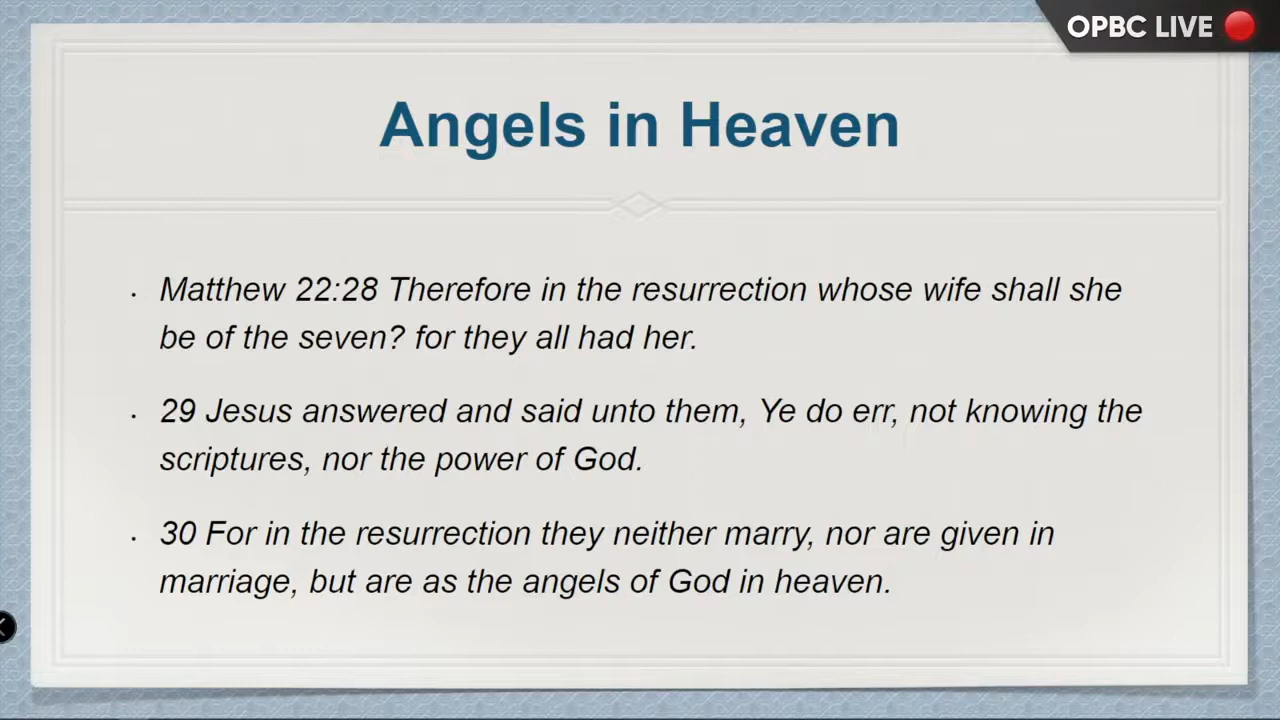 OPBC LIVE
Angels in Heaven
• Matthew 22:28 Therefore in the resurrection whose wife shall she
be of the seven? for they all had her.
• 29 Jesus answered and said unto them, Ye do err, not knowing the
scriptures, nor the power of God.
• 30 For in the resurrection they neither marry, nor are given in
marriage, but are as the angels of God in heaven.